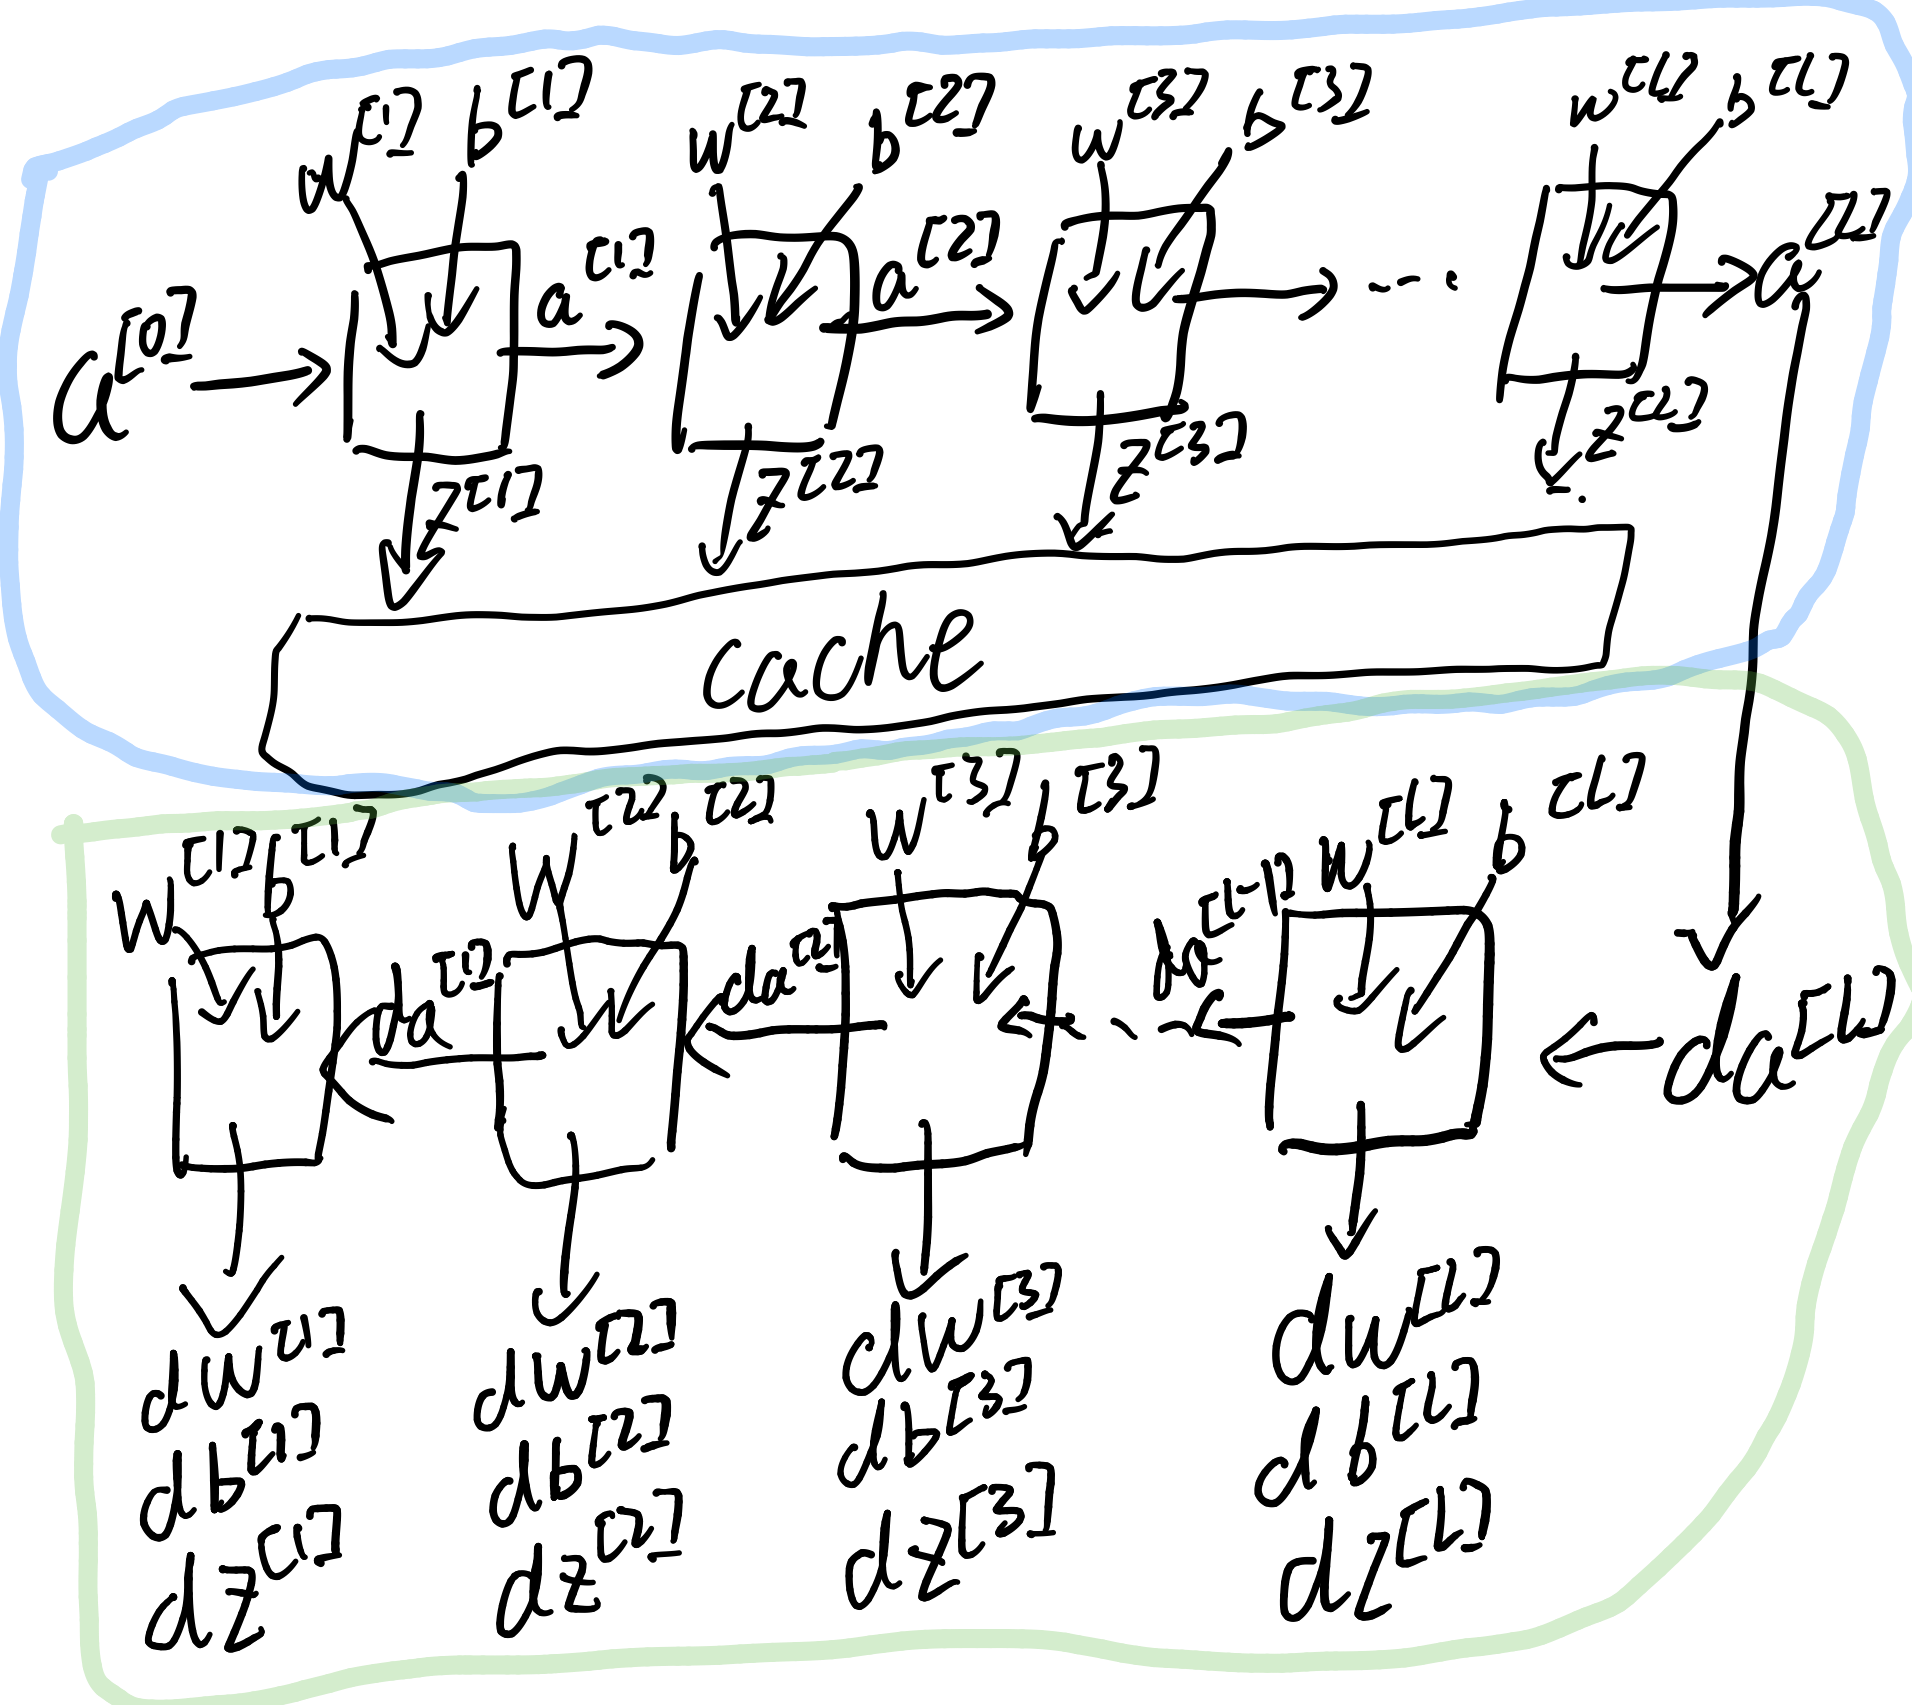 w[1] b[1] w[2] b[2] w[3] b[3] w[L] b[L]
a[0] a[1] a[2] .... a[L]
z[1] z[2] z[3] z[L]
cache
w[1] b[1] w[2] b[2] w[3] b[3] w[L] b[L]
da[1] da[2] da[L-1] da[L]
dw[1] dw[2] dw[3] dw[L]
db[1] db[2] db[3] db[L]
dz[1] dz[2] dz[3] dz[L]